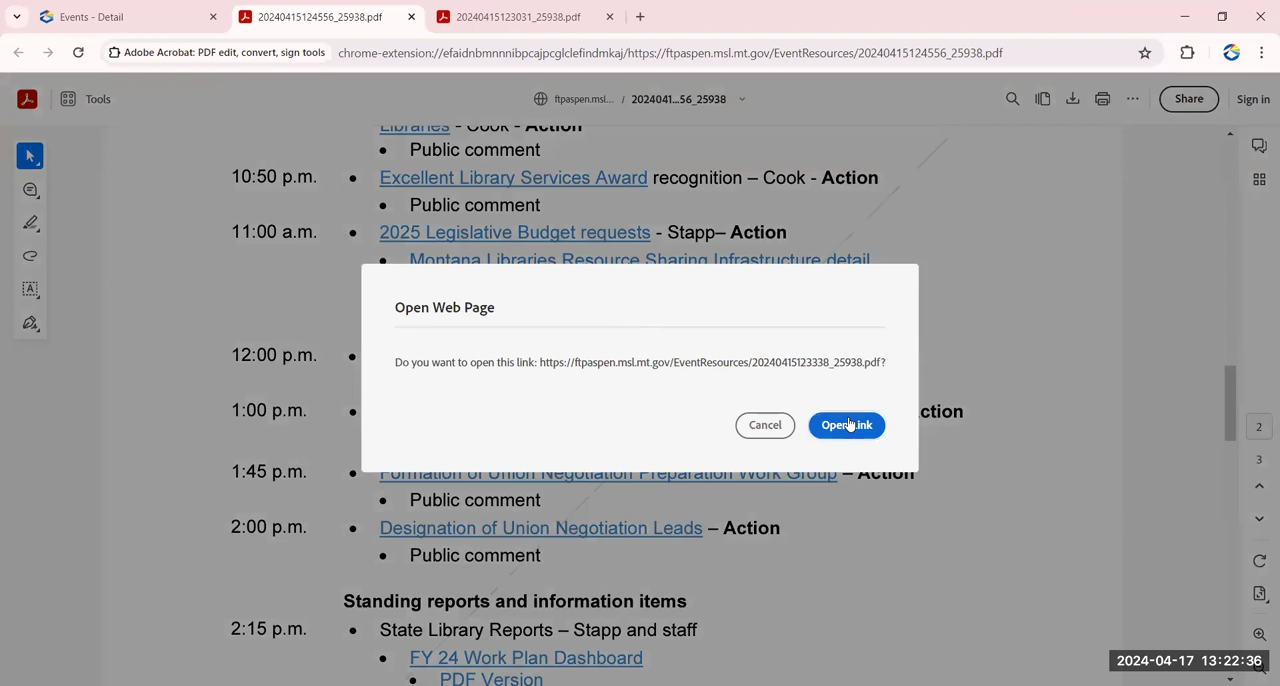 Events - Detail
20240415124556_25938.pdf
20240415123031_25938.pdf
Adobe Acrobat: PDF edit, convert, sign tools
chrome-extension://efaidnbmnnnibpcajpcglclefindmkaj/https://ftpaspen.msl.mt.gov/EventResources/20240415124556_25938.pdf
Tools
ftpaspen.msl... / 2024041...56_25938
Share
Sign in
Libraries - Cook - Action
• Public comment
10:50 p.m. • Excellent Library Services Award recognition – Cook - Action
• Public comment
11:00 a.m. • 2025 Legislative Budget requests - Stapp– Action
• Montana Libraries Resource Sharing Infrastructure detail
Open Web Page
Do you want to open this link: https://ftpaspen.msl.mt.gov/EventResources/20240415123338_25938.pdf?
12:00 p.m. •
1:00 p.m. • ction
Cancel
Open Link
2
3
1:45 p.m. • Formation of Union Negotiation Preparation Work Group – Action
• Public comment
2:00 p.m. • Designation of Union Negotiation Leads – Action
• Public comment
Standing reports and information items
2:15 p.m. • State Library Reports – Stapp and staff
• FY 24 Work Plan Dashboard
• PDF Version
2024-04-17 13:22:36